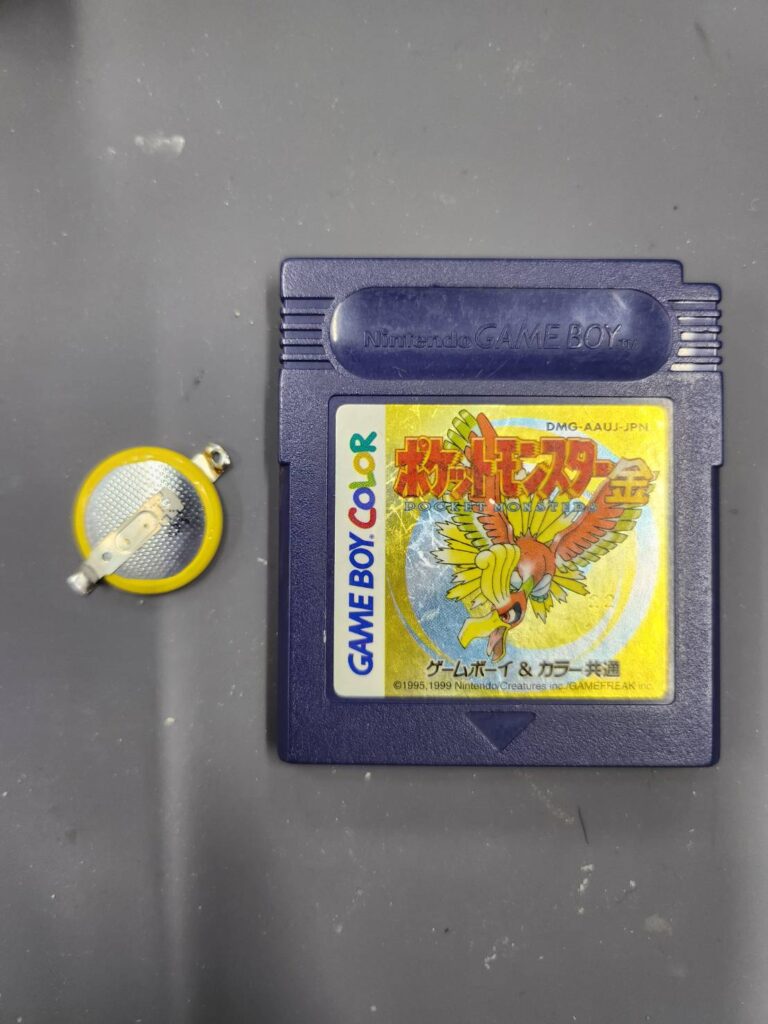 Nintendo GAME BOY TM
GAME BOY COLOR
DMG-AAUJ-JPN
ポケットモンスター金
POCKET MONSTERS
ゲームボーイ & カラー共通
©1995,1999 Nintendo/Creatures inc./GAMEFREAK inc.